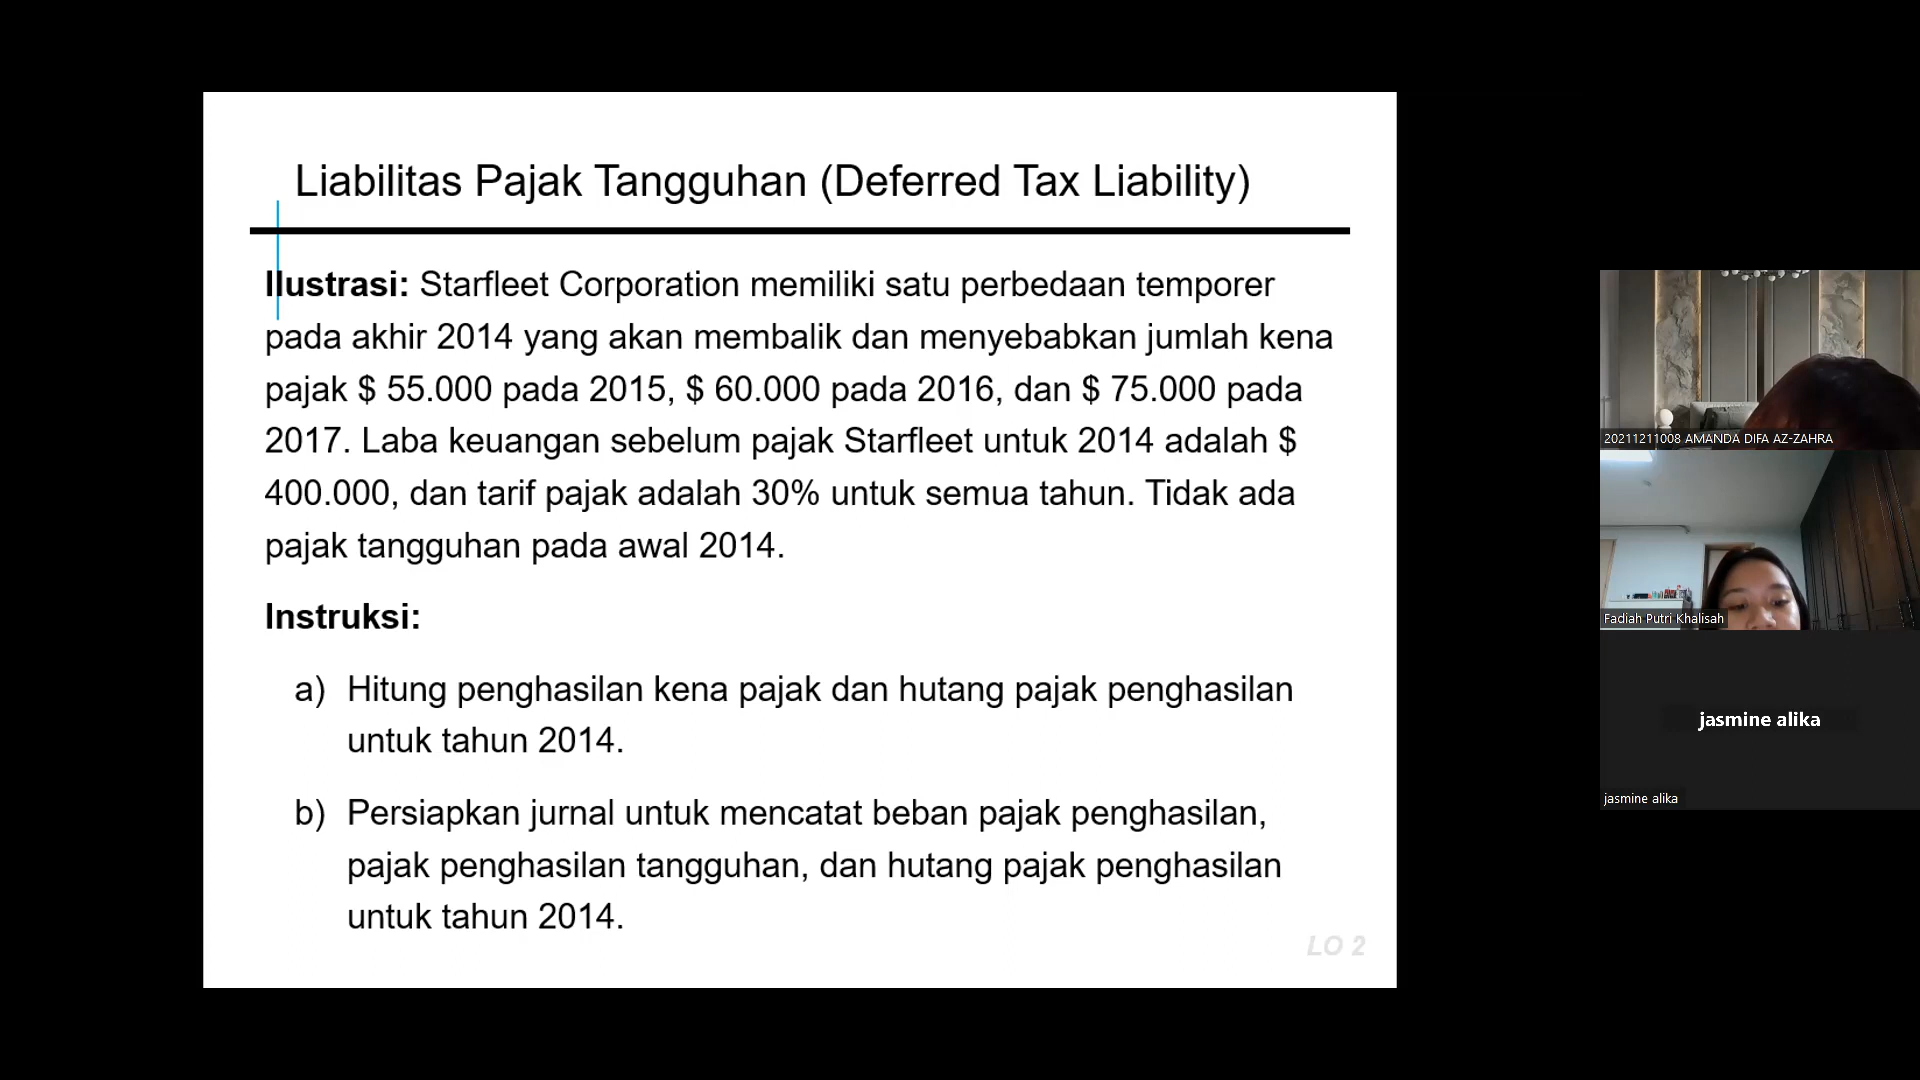 Liabilitas Pajak Tangguhan (Deferred Tax Liability)
Ilustrasi: Starfleet Corporation memiliki satu perbedaan temporer
pada akhir 2014 yang akan membalik dan menyebabkan jumlah kena
pajak $ 55.000 pada 2015, $ 60.000 pada 2016, dan $ 75.000 pada
2017. Laba keuangan sebelum pajak Starfleet untuk 2014 adalah $
400.000, dan tarif pajak adalah 30% untuk semua tahun. Tidak ada
pajak tangguhan pada awal 2014.
Instruksi:
a) Hitung penghasilan kena pajak dan hutang pajak penghasilan
untuk tahun 2014.
b) Persiapkan jurnal untuk mencatat beban pajak penghasilan,
pajak penghasilan tangguhan, dan hutang pajak penghasilan
untuk tahun 2014.
LO 2
20211211008 AMANDA DIFA AZ-ZAHRA
Fadiah Putri Khalisah
jasmine alika
jasmine alika